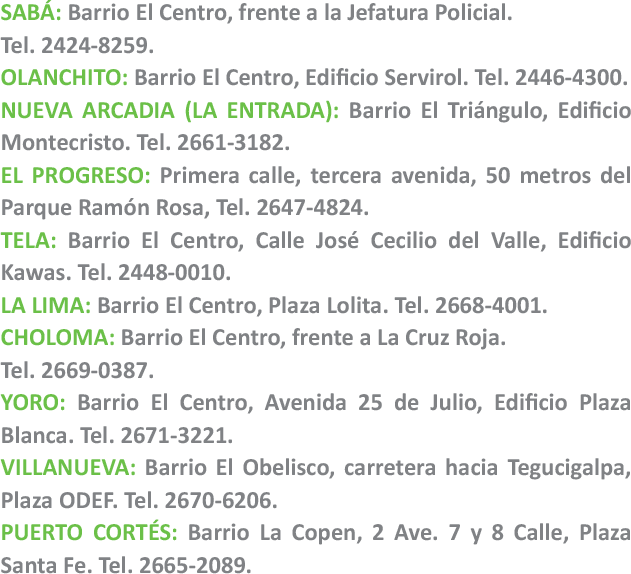 SABÁ: Barrio El Centro, frente a la Jefatura Policial.
Tel. 2424-8259.
OLANCHITO: Barrio El Centro, Edificio Servirol. Tel. 2446-4300.
NUEVA ARCADIA (LA ENTRADA): Barrio El Triángulo, Edificio
Montecristo. Tel. 2661-3182.
EL PROGRESO: Primera calle, tercera avenida, 50 metros del
Parque Ramón Rosa, Tel. 2647-4824.
TELA: Barrio El Centro, Calle José Cecilio del Valle, Edificio
Kawas. Tel. 2448-0010.
LA LIMA: Barrio El Centro, Plaza Lolita. Tel. 2668-4001.
CHOLOMA: Barrio El Centro, frente a La Cruz Roja.
Tel. 2669-0387.
YORO: Barrio El Centro, Avenida 25 de Julio, Edificio Plaza
Blanca. Tel. 2671-3221.
VILLANUEVA: Barrio El Obelisco, carretera hacia Tegucigalpa,
Plaza ODEF. Tel. 2670-6206.
PUERTO CORTÉS: Barrio La Copen, 2 Ave. 7 y 8 Calle, Plaza
Santa Fe. Tel. 2665-2089.